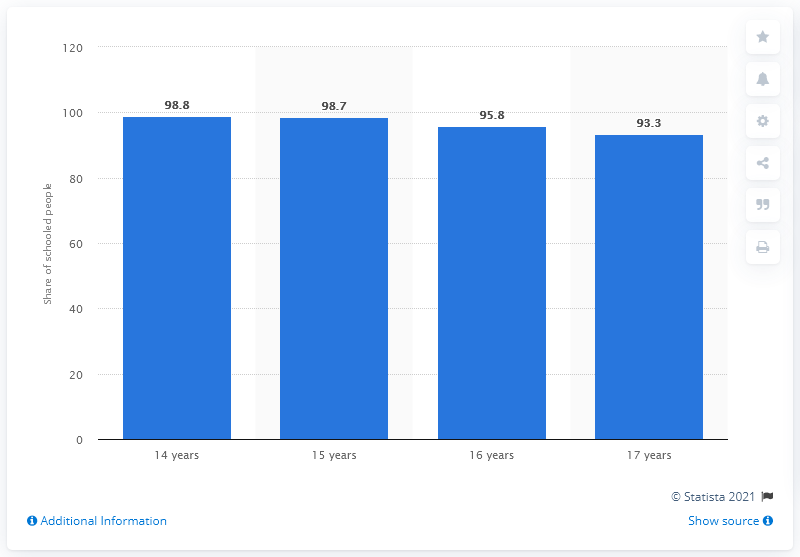 120
100
80
60
40
20
0
Share of schooled people
98.8
98.7
95.8
93.3
14 years
15 years
16 years
17 years
© Statista 2021
Additional Information
Show source